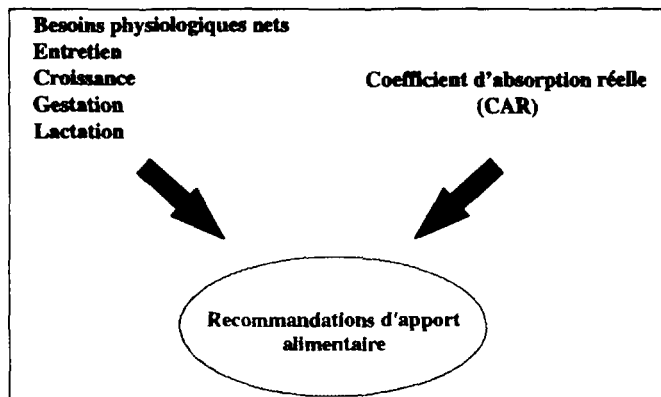 Besoins physiologiques nets
Entretien
Croissance
Gestation
Lactation
Coefficient d'absorption réelle
(CAR)
Recommandations d'apport
alimentaire